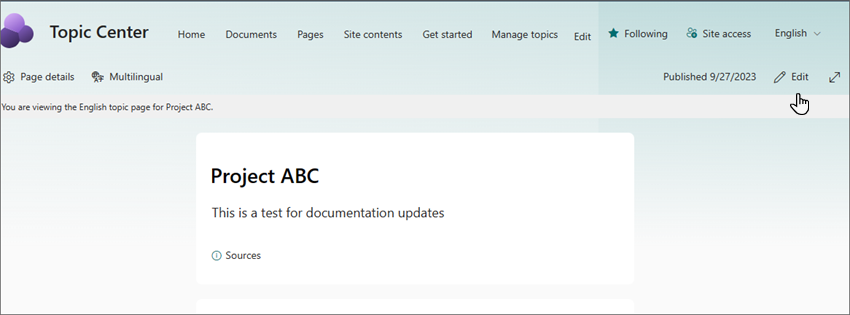 Topic Center Home Documents Pages Site contents Get started Manage topics Edit Following Site access English
Page details Multilingual Published 9/27/2023 Edit
You are viewing the English topic page for Project ABC.
Project ABC
This is a test for documentation updates
Sources